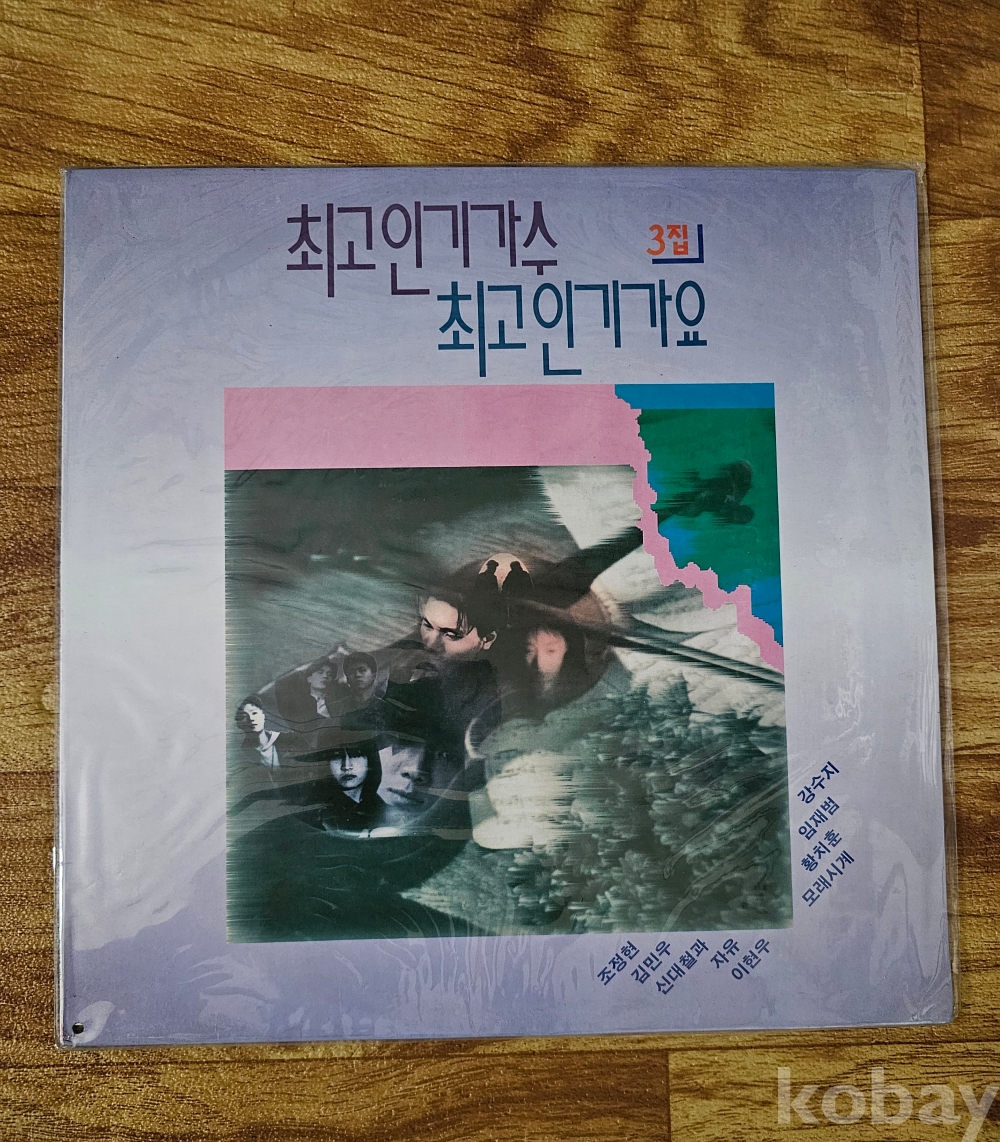 최고인기가수
3집
최고인기가요
강수지
임재범
황치훈
모래시계
조정현
김민우
신대철과 자유
이현우
kobay